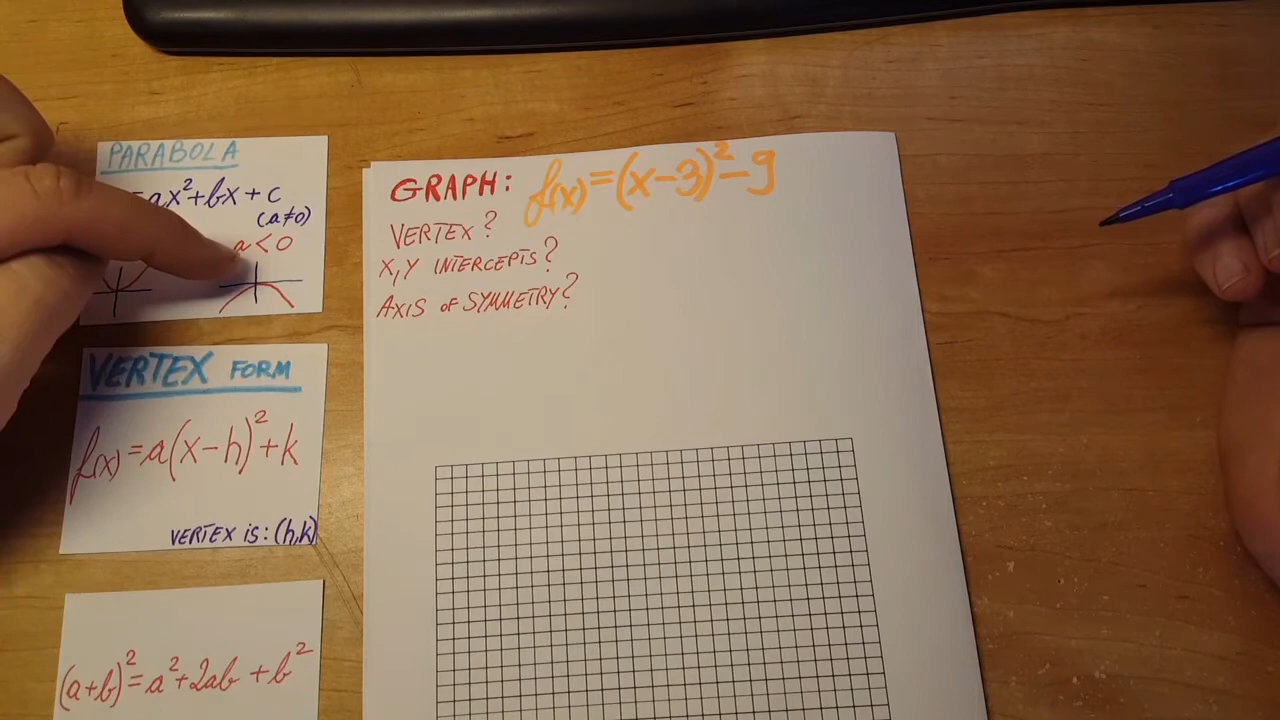 PARABOLA
ax²+bx+c
(a≠0)
a<0
VERTEX FORM
f(x)=a(x-h)²+k
VERTEX is: (h,k)
(a+b)²=a²+2ab+b²
GRAPH: f(x)=(x-3)²-9
VERTEX?
X,Y INTERCEPTS?
AXIS of SYMMETRY?